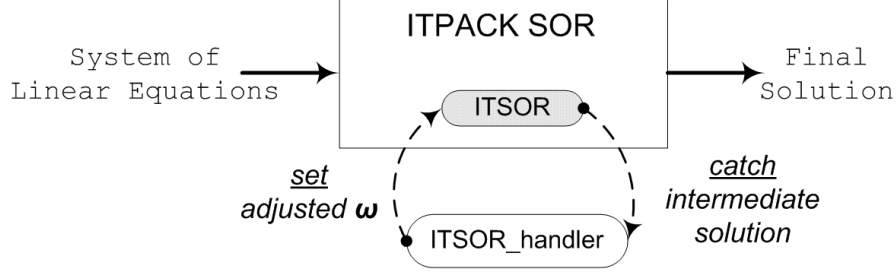 ITPACK SOR
System of
Linear Equations
Final
Solution
ITSOR
set
adjusted ω
catch
intermediate
solution
ITSOR_handler